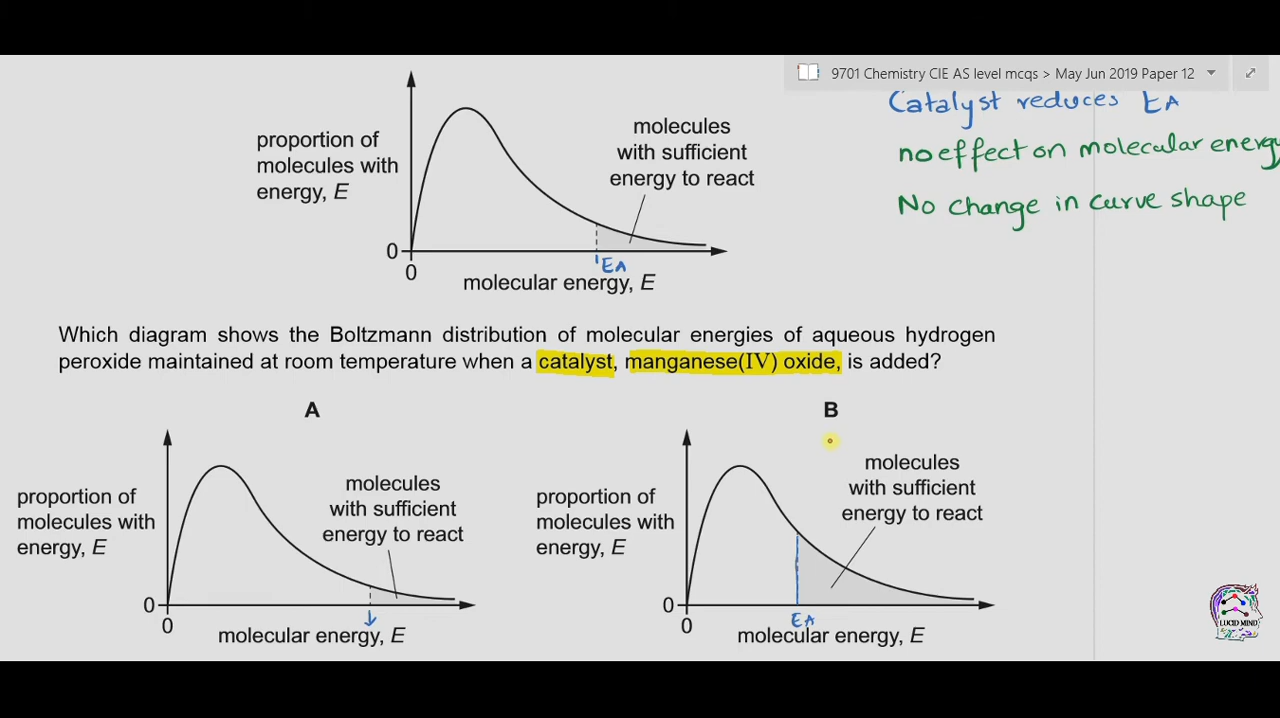 9701 Chemistry CIE AS level mcqs > May Jun 2019 Paper 12
Catalyst reduces EA
no effect on molecular energy
No change in curve shape
proportion of
molecules with
energy, E
molecules
with sufficient
energy to react
0
0
EA
molecular energy, E
Which diagram shows the Boltzmann distribution of molecular energies of aqueous hydrogen
peroxide maintained at room temperature when a catalyst, manganese(IV) oxide, is added?
A
proportion of
molecules with
energy, E
molecules
with sufficient
energy to react
0
0
molecular energy, E
B
proportion of
molecules with
energy, E
molecules
with sufficient
energy to react
0
0
EA
molecular energy, E
LUCID MIND